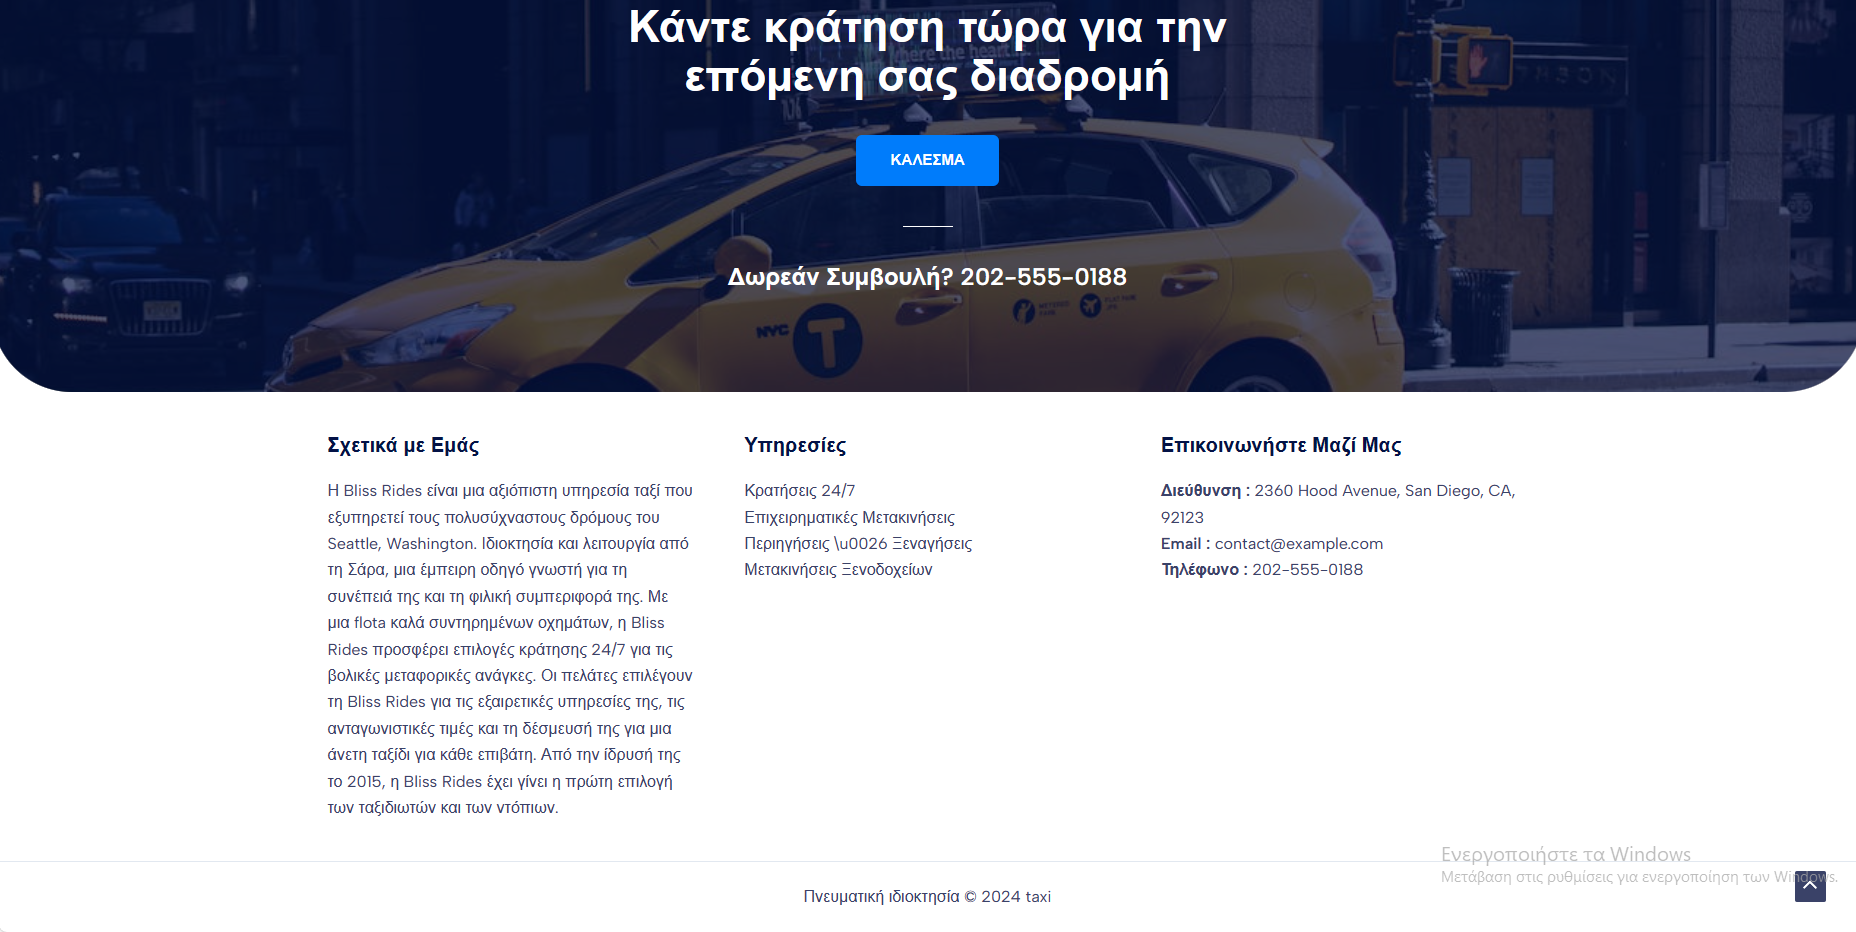 Κάντε κράτηση τώρα για την
επόμενη σας διαδρομή
ΚΑΛΕΣΜΑ
Δωρεάν Συμβουλή? 202-555-0188
NYC T
Σχετικά με Εμάς
Η Bliss Rides είναι μια αξιόπιστη υπηρεσία ταξί που
εξυπηρετεί τους πολυσύχναστους δρόμους του
Seattle, Washington. Ιδιοκτησία και λειτουργία από
τη Σάρα, μια έμπειρη οδηγό γνωστή για τη
συνέπειά της και τη φιλική συμπεριφορά της. Με
μια flota καλά συντηρημένων οχημάτων, η Bliss
Rides προσφέρει επιλογές κράτησης 24/7 για τις
βολικές μεταφορικές ανάγκες. Οι πελάτες επιλέγουν
τη Bliss Rides για τις εξαιρετικές υπηρεσίες της, τις
ανταγωνιστικές τιμές και τη δέσμευσή της για μια
άνετη ταξίδι για κάθε επιβάτη. Από την ίδρυσή της
το 2015, η Bliss Rides έχει γίνει η πρώτη επιλογή
των ταξιδιωτών και των ντόπιων.
Υπηρεσίες
Κρατήσεις 24/7
Επιχειρηματικές Μετακινήσεις
Περιηγήσεις \u0026 Ξεναγήσεις
Μετακινήσεις Ξενοδοχείων
Επικοινωνήστε Μαζί Μας
Διεύθυνση : 2360 Hood Avenue, San Diego, CA,
92123
Email : contact@example.com
Τηλέφωνο : 202-555-0188
Ενεργοποιήστε τα Windows
Μετάβαση στις ρυθμίσεις για ενεργοποίηση των Windows.
Πνευματική ιδιοκτησία © 2024 taxi